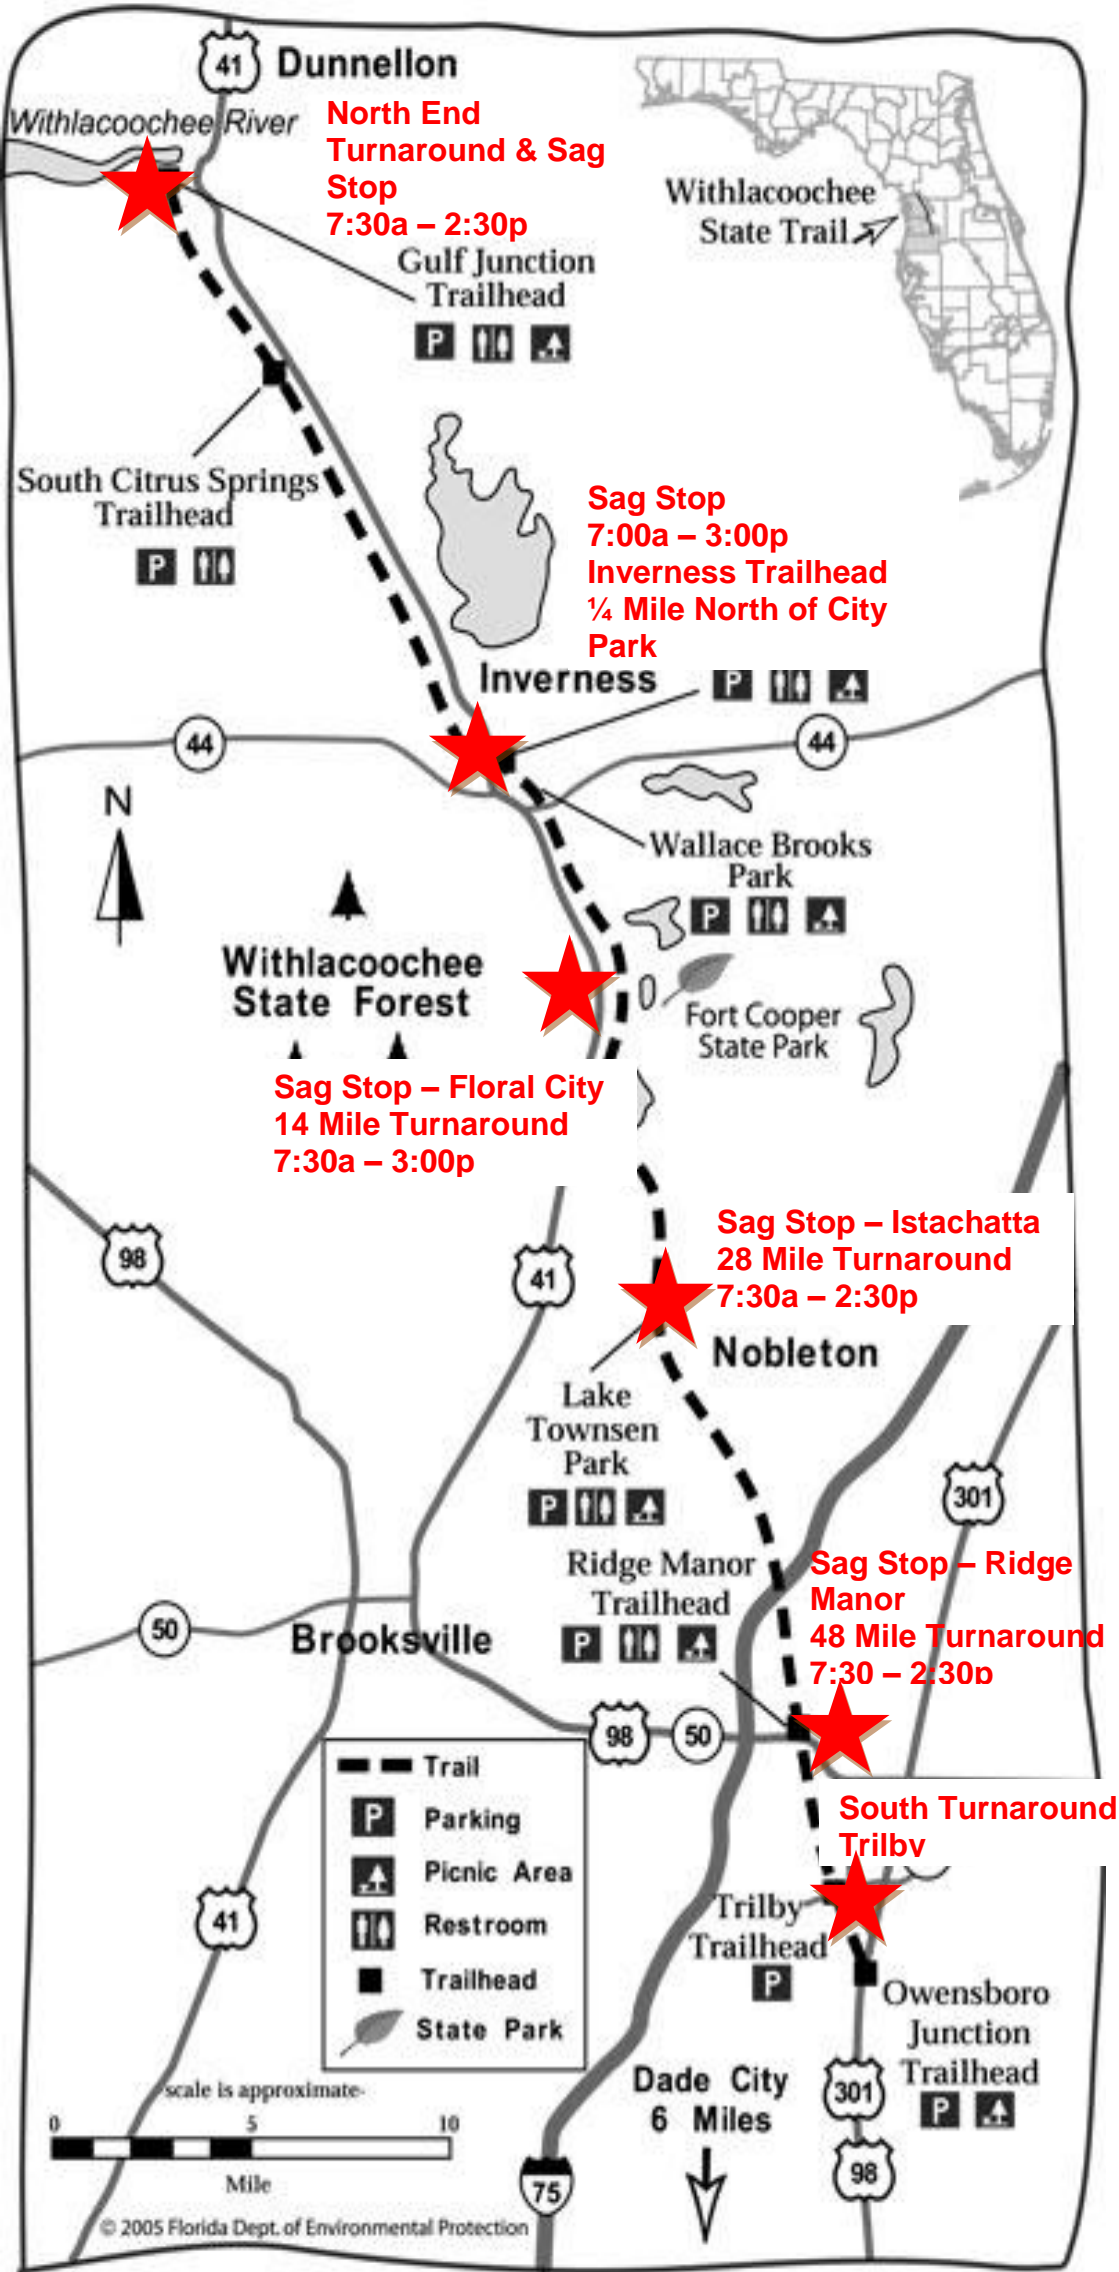 41 Dunnellon
Withlacoochee River
North End
Turnaround & Sag
Stop
7:30a – 2:30p
Gulf Junction
Trailhead
P
Withlacoochee
State Trail
South Citrus Springs
Trailhead
P
Sag Stop
7:00a – 3:00p
Inverness Trailhead
¼ Mile North of City
Park
Inverness
P
44
44
N
Wallace Brooks
Park
P
Withlacoochee
State Forest
Fort Cooper
State Park
Sag Stop – Floral City
14 Mile Turnaround
7:30a – 3:00p
98
41
Sag Stop – Istachatta
28 Mile Turnaround
7:30a – 2:30p
Nobleton
Lake
Townsen
Park
P
301
Ridge Manor
Trailhead
P
Sag Stop – Ridge
Manor
48 Mile Turnaround
7:30 – 2:30p
50
Brooksville
98
50
Trail
P Parking
Picnic Area
Restroom
Trailhead
State Park
41
South Turnaround
Trilby
Trilby
Trailhead
P
Owensboro
Junction
Trailhead
P
scale is approximate-
0 5 10
Mile
Dade City
6 Miles
301
75
98
© 2005 Florida Dept. of Environmental Protection